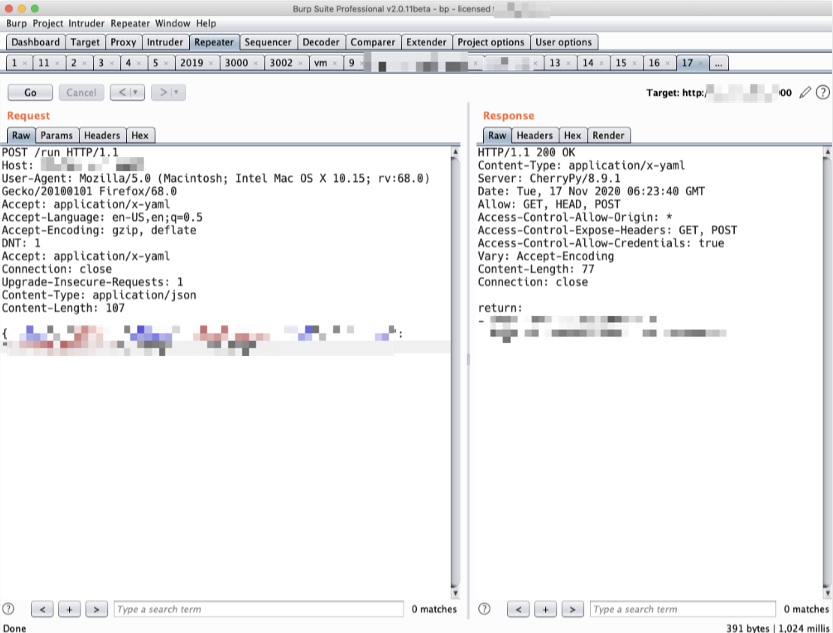 Burp Suite Professional v2.0.11beta - bp - licensed
Burp Project Intruder Repeater Window Help
Dashboard Target Proxy Intruder Repeater Sequencer Decoder Comparer Extender Project options User options
1 × 11 × 2 × 3 × 4 × 5 × 2019 × 3000 × 3002 × vm × 9 × × 13 × 14 × 15 × 16 × 17 × ...
Go Cancel < > Target: http:/ 00
Request
Raw Params Headers Hex
POST /run HTTP/1.1
Host:
User-Agent: Mozilla/5.0 (Macintosh; Intel Mac OS X 10.15; rv:68.0)
Gecko/20100101 Firefox/68.0
Accept: application/x-yaml
Accept-Language: en-US,en;q=0.5
Accept-Encoding: gzip, deflate
DNT: 1
Accept: application/x-yaml
Connection: close
Upgrade-Insecure-Requests: 1
Content-Type: application/json
Content-Length: 107
{ :
"
Response
Raw Headers Hex Render
HTTP/1.1 200 OK
Content-Type: application/x-yaml
Server: CherryPy/8.9.1
Date: Tue, 17 Nov 2020 06:23:40 GMT
Allow: GET, HEAD, POST
Access-Control-Allow-Origin: *
Access-Control-Expose-Headers: GET, POST
Access-Control-Allow-Credentials: true
Vary: Accept-Encoding
Content-Length: 77
Connection: close
return:
-
? < + > Type a search term 0 matches
? < + > Type a search term 0 matches
Done 391 bytes | 1,024 millis